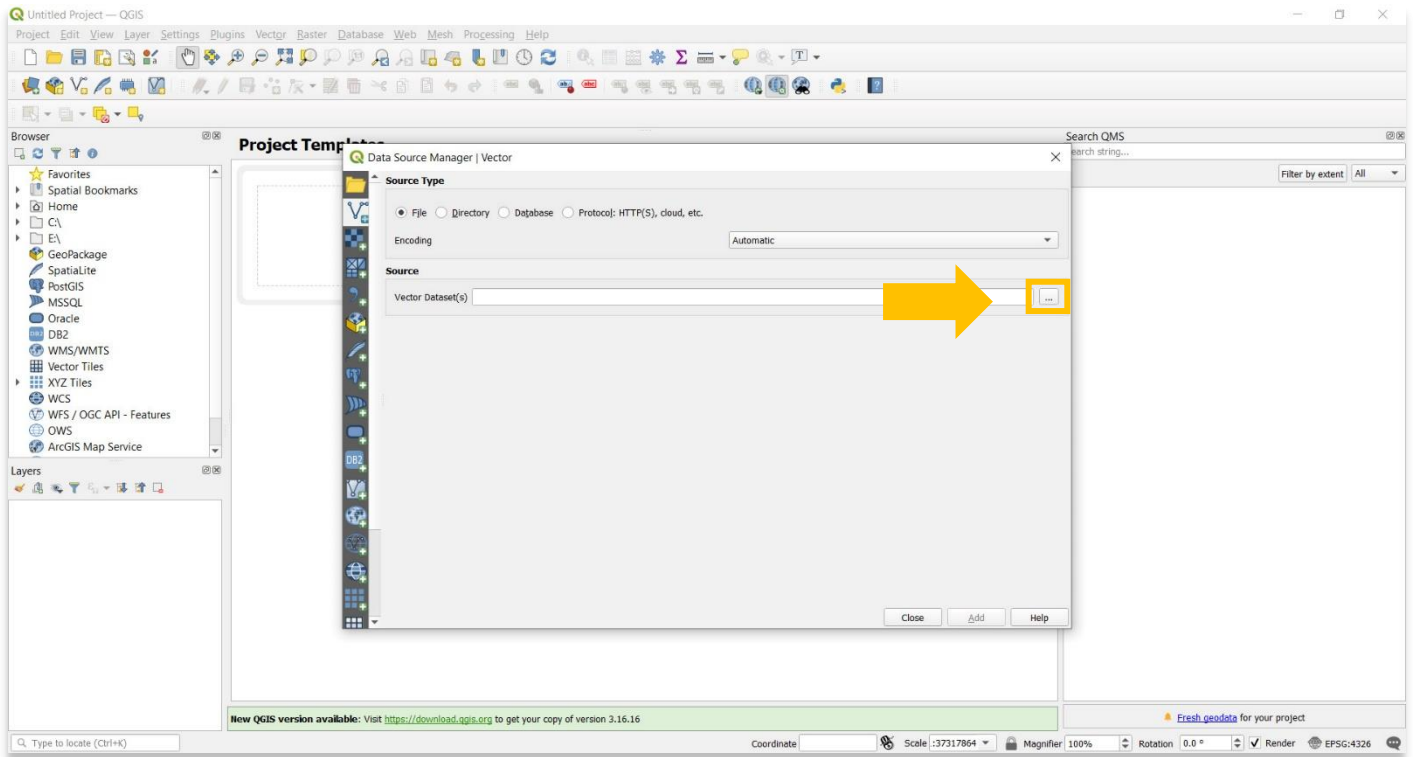 Untitled Project — QGIS
Project Edit View Layer Settings Plugins Vector Raster Database Web Mesh Processing Help
Browser
Favorites
Spatial Bookmarks
Home
C:\
E:\
GeoPackage
SpatiaLite
PostGIS
MSSQL
Oracle
DB2
WMS/WMTS
Vector Tiles
XYZ Tiles
WCS
WFS / OGC API - Features
OWS
ArcGIS Map Service
Layers
Project
Data Source Manager | Vector
Source Type
File Directory Database Protocol: HTTP(S), cloud, etc.
Encoding Automatic
Source
Vector Dataset(s) ...
DB2
Close Add Help
Search QMS
search string...
Filter by extent All
New QGIS version available: Visit https://download.qgis.org to get your copy of version 3.16.16
Fresh geodata for your project
Type to locate (Ctrl+K) Coordinate Scale :37317864 Magnifier 100% Rotation 0.0 ° Render EPSG:4326